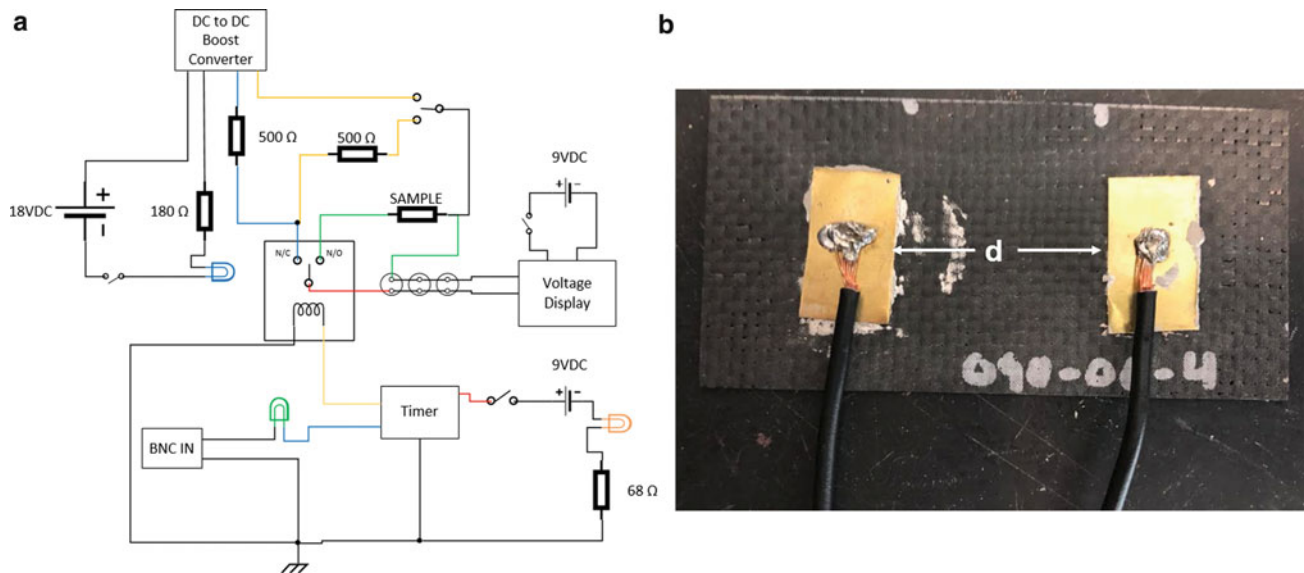 a
DC to DC
Boost
Converter
500 Ω
500 Ω
9VDC
+ −
SAMPLE
+
18VDC
−
180 Ω
N/C
N/O
Voltage
Display
9VDC
+ −
Timer
BNC IN
68 Ω
b
d
090-06-4